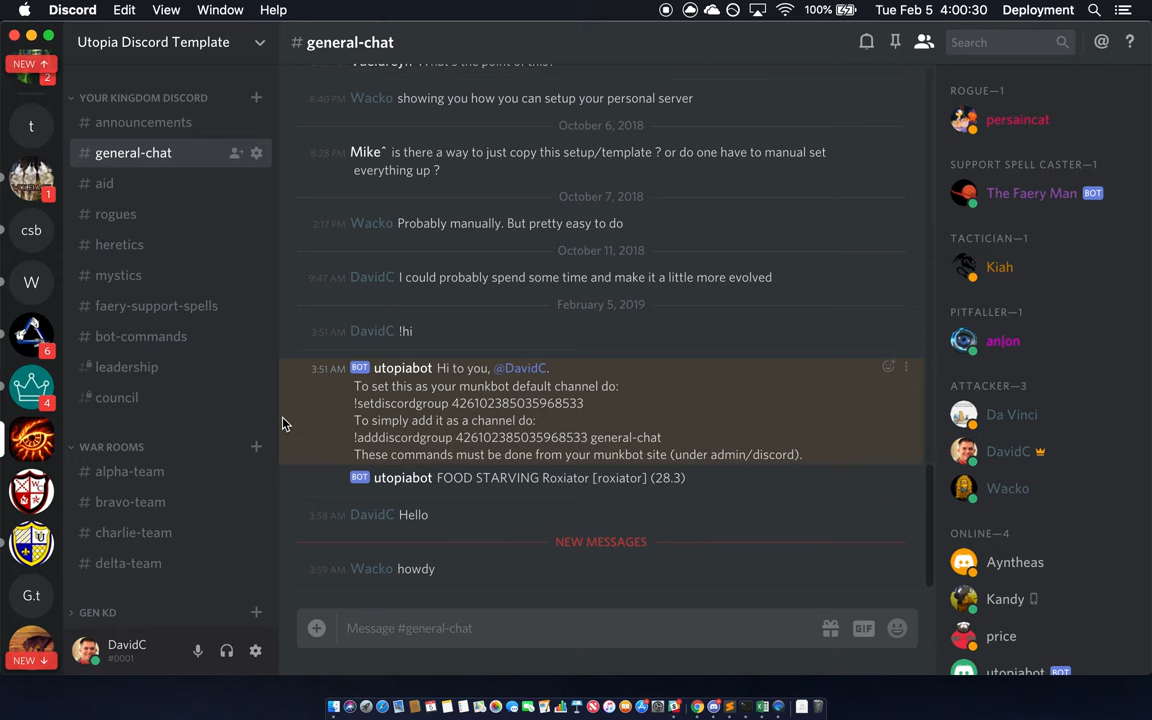 Discord Edit View Window Help 100% Tue Feb 5 4:00:30 Deployment
Utopia Discord Template
# general-chat
Search
NEW ↑
2
t
1
csb
W
6
4
G.t
NEW ↓
YOUR KINGDOM DISCORD
# announcements
# general-chat
# aid
# rogues
# heretics
# mystics
# faery-support-spells
# bot-commands
leadership
council
WAR ROOMS
# alpha-team
# bravo-team
# charlie-team
# delta-team
GEN KD
DavidC
#0001
8:40 PM Wacko showing you how you can setup your personal server
October 6, 2018
8:28 PM Mike^ is there a way to just copy this setup/template ? or do one have to manual set
everything up ?
October 7, 2018
2:17 PM Wacko Probably manually. But pretty easy to do
October 11, 2018
9:47 AM DavidC I could probably spend some time and make it a little more evolved
February 5, 2019
3:51 AM DavidC !hi
3:51 AM BOT utopiabot Hi to you, @DavidC.
To set this as your munkbot default channel do:
!setdiscordgroup 426102385035968533
To simply add it as a channel do:
!adddiscordgroup 426102385035968533 general-chat
These commands must be done from your munkbot site (under admin/discord).
BOT utopiabot FOOD STARVING Roxiator [roxiator] (28.3)
3:58 AM DavidC Hello
NEW MESSAGES
3:59 AM Wacko howdy
Message #general-chat
GIF
ROGUE—1
persaincat
SUPPORT SPELL CASTER—1
The Faery Man BOT
TACTICIAN—1
Kiah
PITFALLER—1
an|on
ATTACKER—3
Da Vinci
DavidC
Wacko
ONLINE—4
Ayntheas
Kandy
price
utopiabot BOT